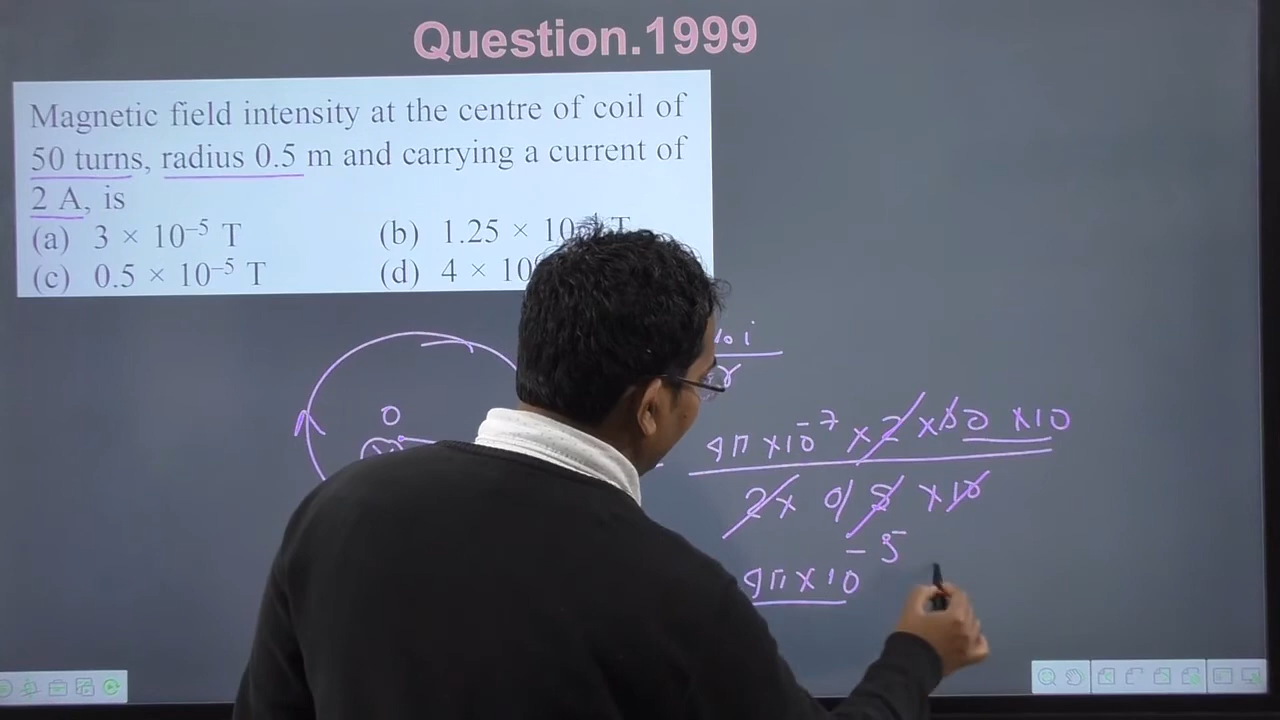 Question.1999
Magnetic field intensity at the centre of coil of
50 turns, radius 0.5 m and carrying a current of
2 A, is
(a) 3 × 10⁻⁵ T (b) 1.25 × 10
(c) 0.5 × 10⁻⁵ T (d) 4 × 10
i
r
O
4π × 10⁻⁷ × 2 × 50 × 10
2 × 0.5 × 10
4π × 10⁻⁵